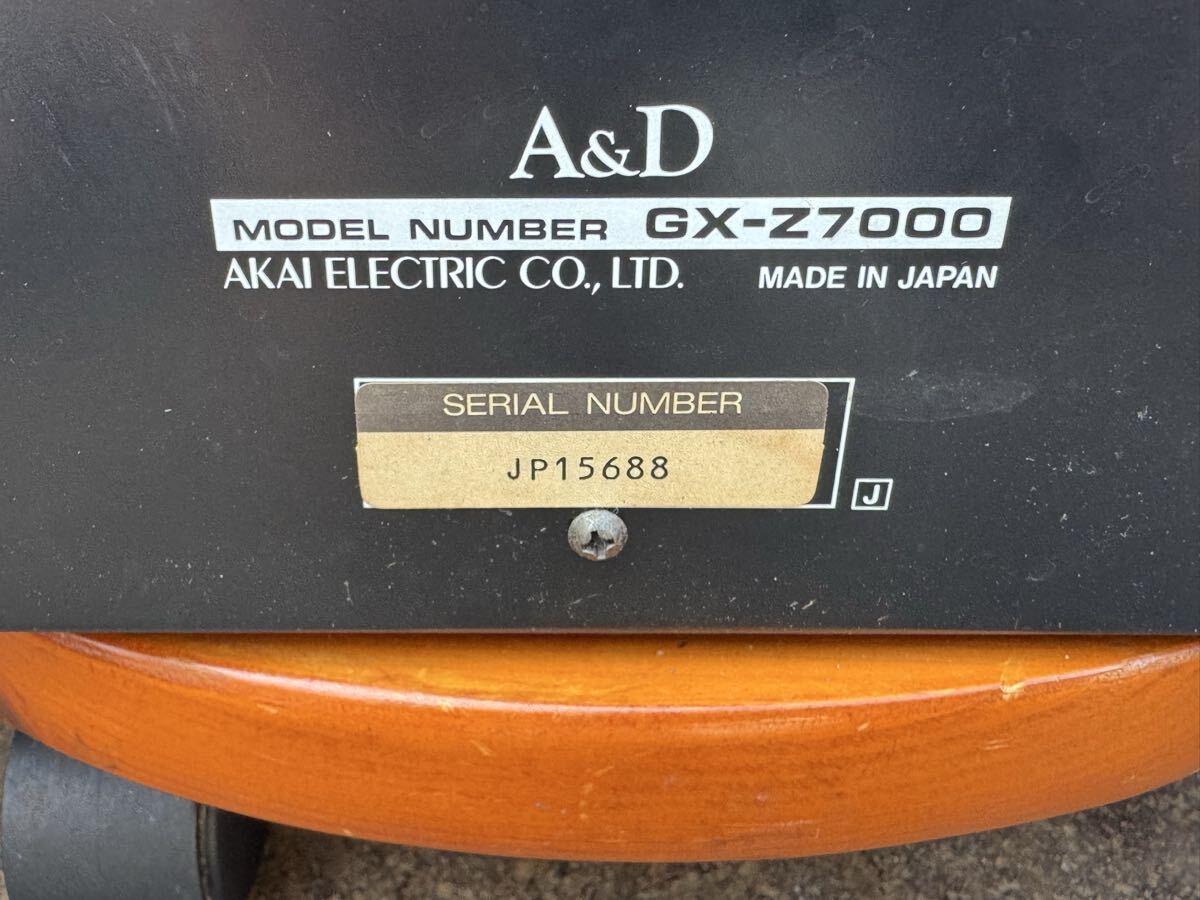 A&D
MODEL NUMBER GX-Z7000
AKAI ELECTRIC CO., LTD. MADE IN JAPAN
SERIAL NUMBER
JP15688
J